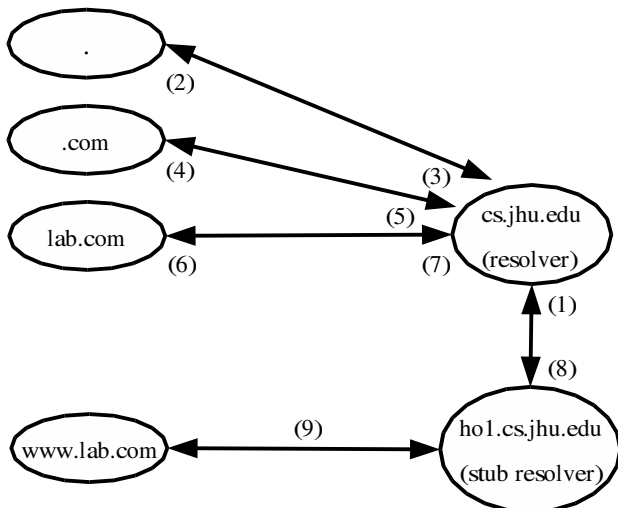 .
(2)
.com
(4)
(3)
lab.com
(5)
(6)
(7)
cs.jhu.edu
(resolver)
(1)
(8)
www.lab.com
(9)
ho1.cs.jhu.edu
(stub resolver)